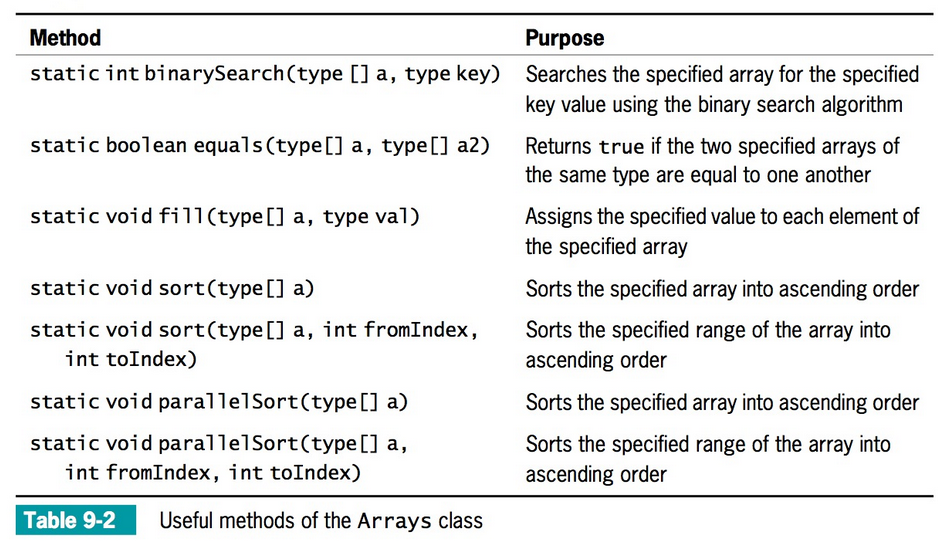 Method Purpose
static int binarySearch(type [] a, type key) Searches the specified array for the specified
key value using the binary search algorithm
static boolean equals(type[] a, type[] a2) Returns true if the two specified arrays of
the same type are equal to one another
static void fill(type[] a, type val) Assigns the specified value to each element of
the specified array
static void sort(type[] a) Sorts the specified array into ascending order
static void sort(type[] a, int fromIndex, Sorts the specified range of the array into
int toIndex) ascending order
static void parallelSort(type[] a) Sorts the specified array into ascending order
static void parallelSort(type[] a, Sorts the specified range of the array into
int fromIndex, int toIndex) ascending order
Table 9-2 Useful methods of the Arrays class